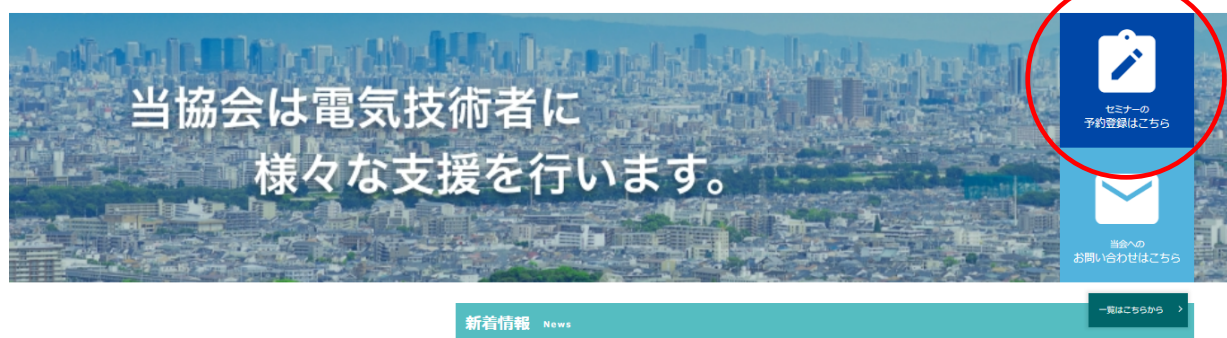 当協会は電気技術者に
様々な支援を行います。
セミナーの
予約登録はこちら
当会への
お問い合わせはこちら
新着情報 News
一覧はこちらから